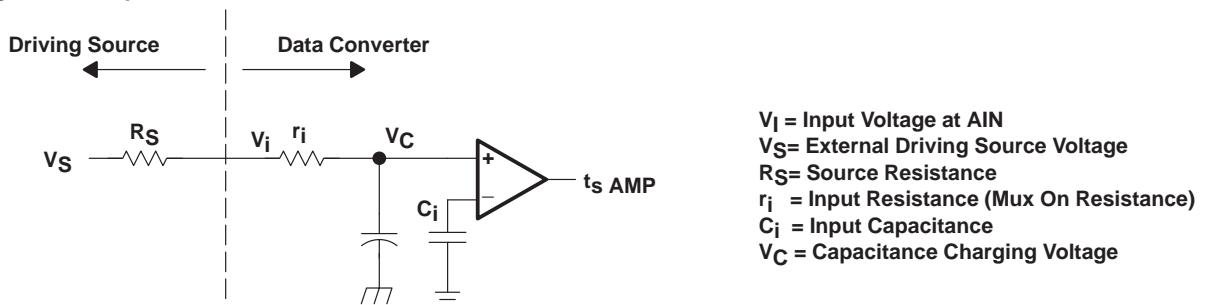 Driving Source
Data Converter
VS
RS
Vi
ri
VC
+
−
Ci
ts AMP
VI = Input Voltage at AIN
VS= External Driving Source Voltage
RS= Source Resistance
ri = Input Resistance (Mux On Resistance)
Ci = Input Capacitance
VC = Capacitance Charging Voltage